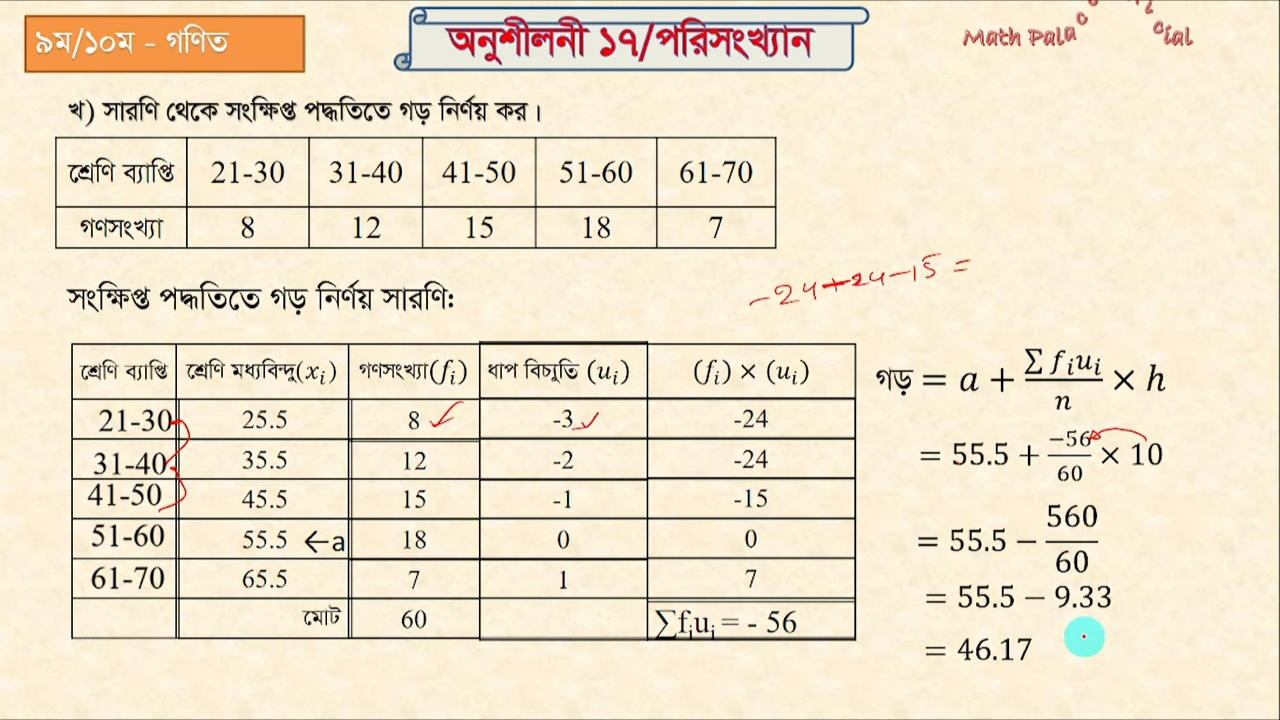 ৯ম/১০ম - গণিত
অনুশীলনী ১৭/পরিসংখ্যান
Math Pala
খ) সারণি থেকে সংক্ষিপ্ত পদ্ধতিতে গড় নির্ণয় কর।
শ্রেণি ব্যাপ্তি 21-30 31-40 41-50 51-60 61-70
গণসংখ্যা 8 12 15 18 7
-24+24-15 =
সংক্ষিপ্ত পদ্ধতিতে গড় নির্ণয় সারণি:
শ্রেণি ব্যাপ্তি শ্রেণি মধ্যবিন্দু(xᵢ) গণসংখ্যা(fᵢ) ধাপ বিচ্যুতি (uᵢ) (fᵢ) × (uᵢ)
21-30 25.5 8 -3 -24
31-40 35.5 12 -2 -24
41-50 45.5 15 -1 -15
51-60 55.5 ←a 18 0 0
61-70 65.5 7 1 7
মোট 60 ∑fᵢuᵢ = - 56
গড় = a + ∑ fᵢuᵢ / n × h
= 55.5 + −56/60 × 10
= 55.5 − 560/60
= 55.5 − 9.33
= 46.17